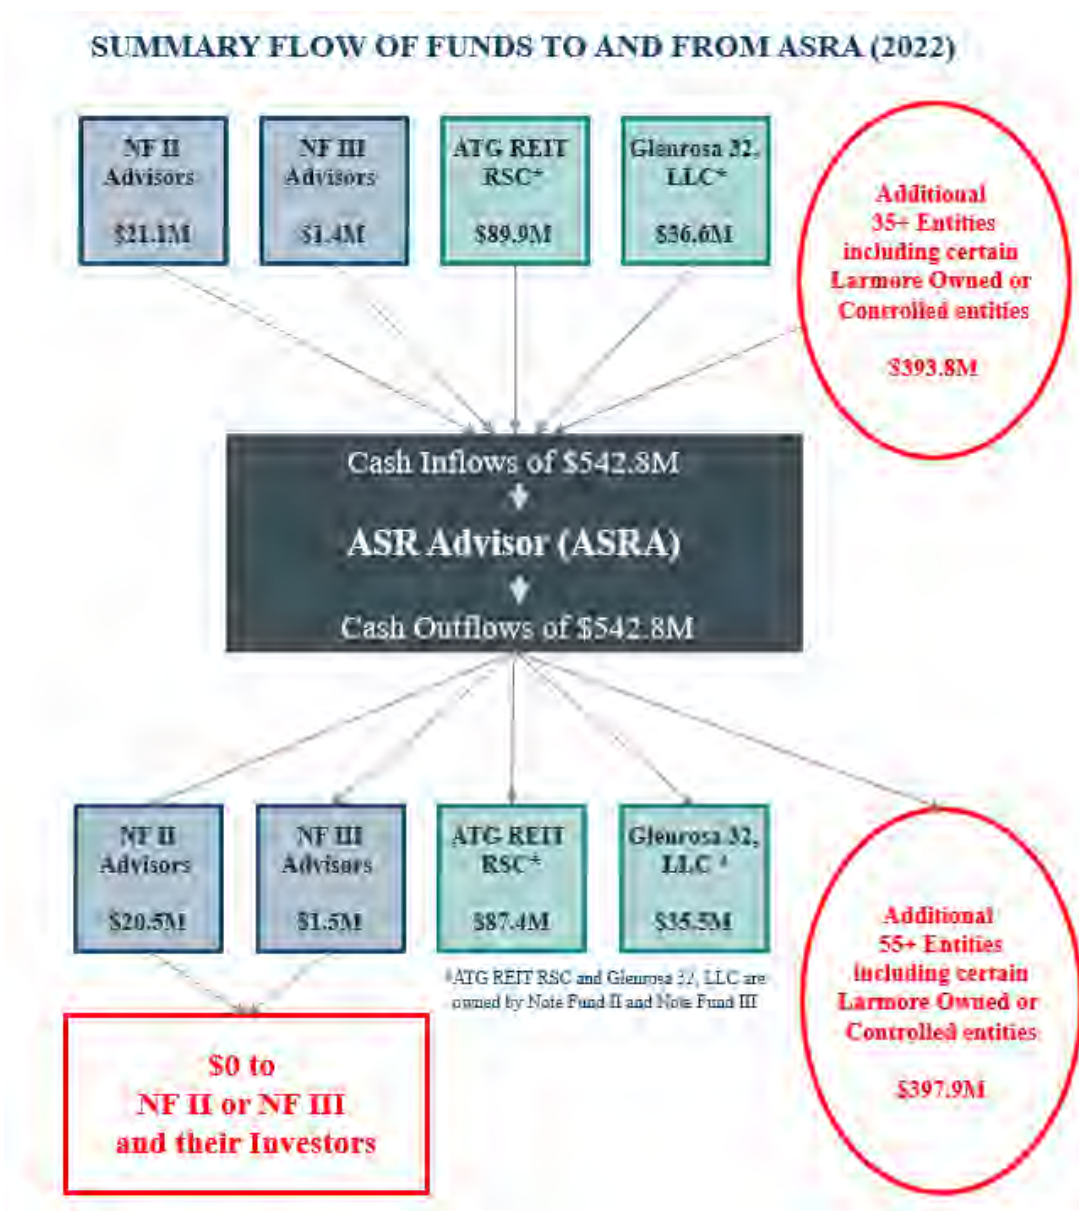 SUMMARY FLOW OF FUNDS TO AND FROM ASRA (2022)
NF II
Advisors
$21.1M
NF III
Advisors
$1.4M
ATG REIT
RSC*
$89.9M
Glenrosa 32,
LLC*
$36.6M
Additional
35+ Entities
including certain
Larmore Owned or
Controlled entities
$393.8M
Cash Inflows of $542.8M
ASR Advisor (ASRA)
Cash Outflows of $542.8M
NF II
Advisors
$20.5M
NF III
Advisors
$1.5M
ATG REIT
RSC*
$87.4M
Glenrosa 32,
LLC *
$35.5M
Additional
55+ Entities
including certain
Larmore Owned or
Controlled entities
$397.9M
*ATG REIT RSC and Glenrosa 32, LLC are
owned by Note Fund II and Note Fund III
$0 to
NF II or NF III
and their Investors